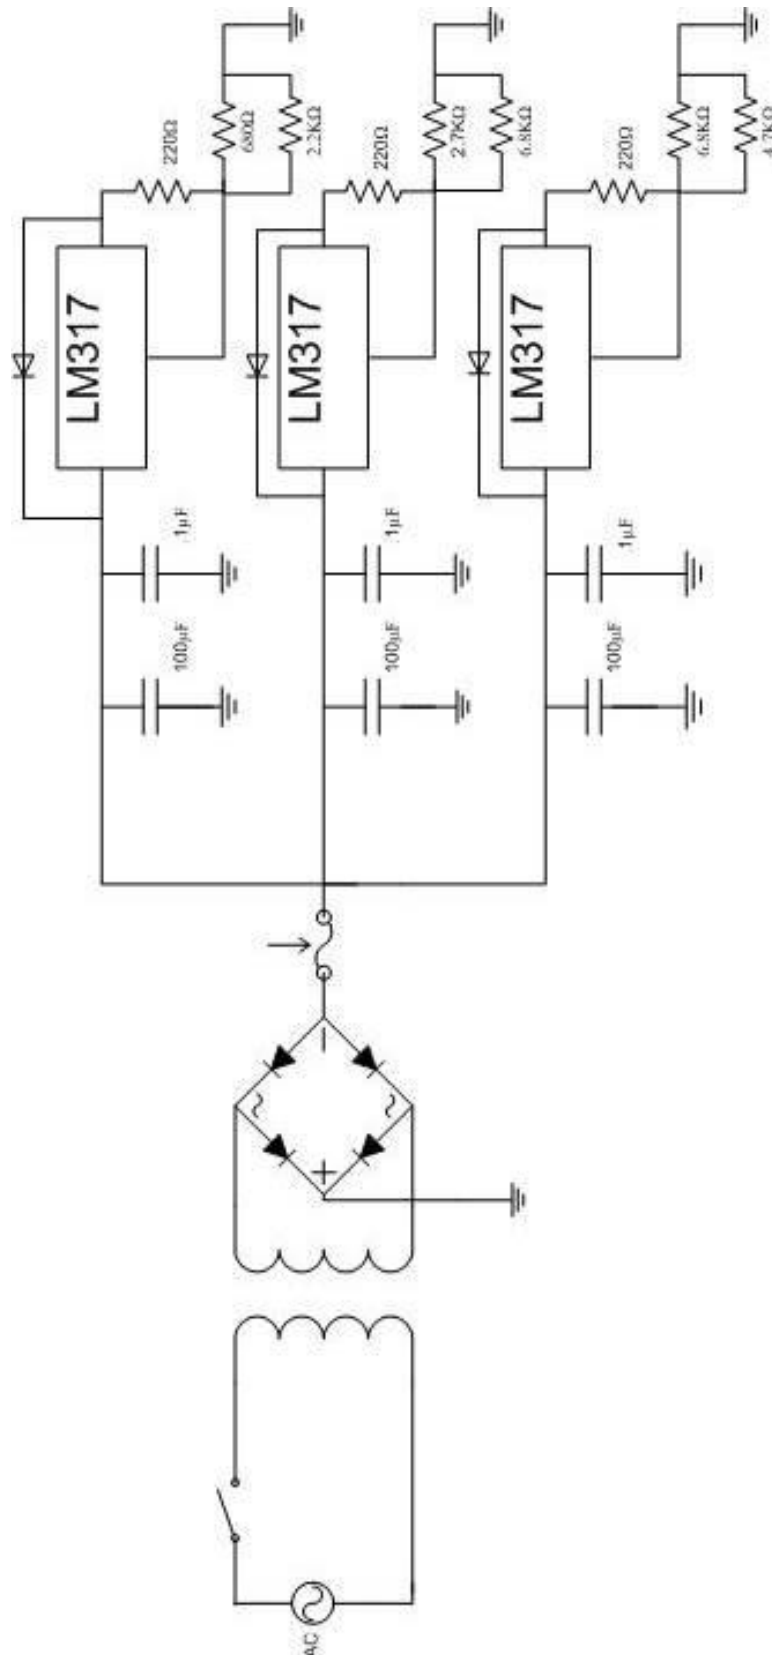 220Ω
680Ω
2.2KΩ
220Ω
2.7KΩ
6.8KΩ
220Ω
6.8KΩ
4.7KΩ
LM317
LM317
LM317
1μF
1μF
1μF
100μF
100μF
100μF
−
~
~
+
AC
~